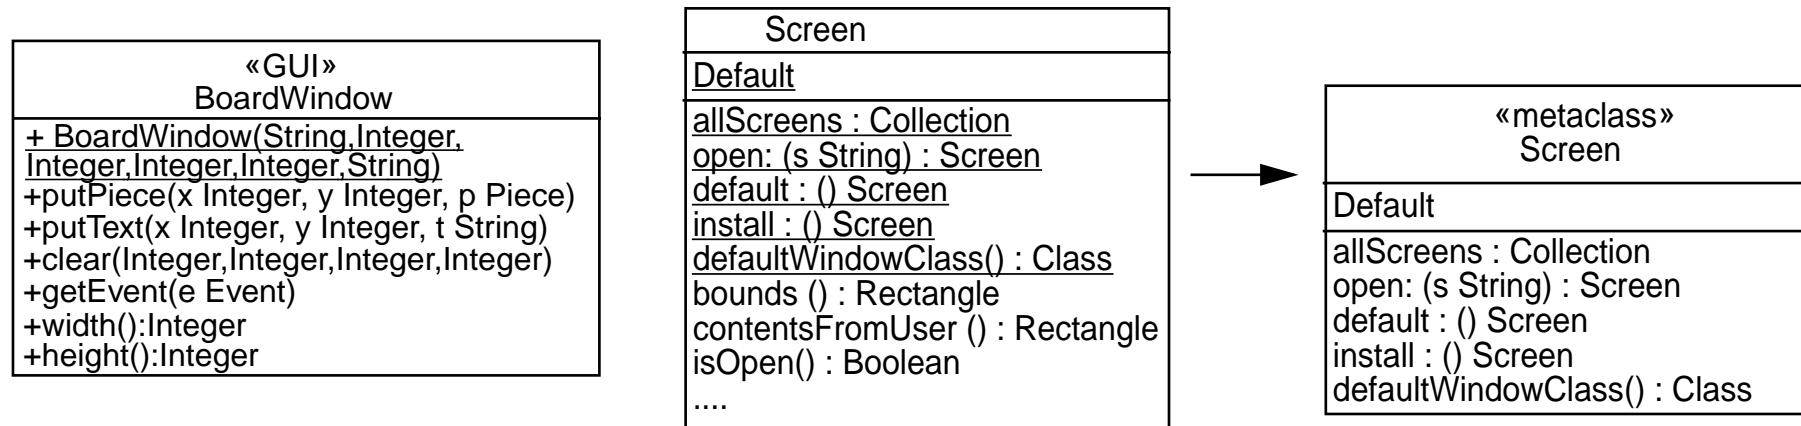 «GUI»
BoardWindow
+ BoardWindow(String,Integer,
Integer,Integer,Integer,String)
+putPiece(x Integer, y Integer, p Piece)
+putText(x Integer, y Integer, t String)
+clear(Integer,Integer,Integer,Integer)
+getEvent(e Event)
+width():Integer
+height():Integer
Screen
Default
allScreens : Collection
open: (s String) : Screen
default : () Screen
install : () Screen
defaultWindowClass() : Class
bounds () : Rectangle
contentsFromUser () : Rectangle
isOpen() : Boolean
....
«metaclass»
Screen
Default
allScreens : Collection
open: (s String) : Screen
default : () Screen
install : () Screen
defaultWindowClass() : Class